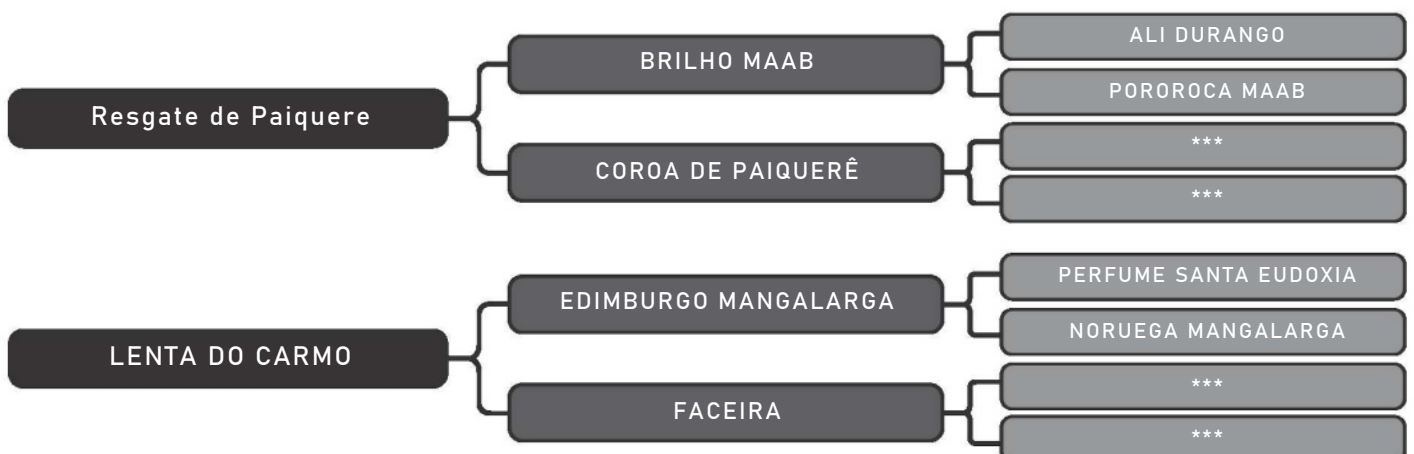 Resgate de Paiquere
BRILHO MAAB
ALI DURANGO
POROROCA MAAB
COROA DE PAIQUERÊ
***
***
LENTA DO CARMO
EDIMBURGO MANGALARGA
PERFUME SANTA EUDOXIA
NORUEGA MANGALARGA
FACEIRA
***
***